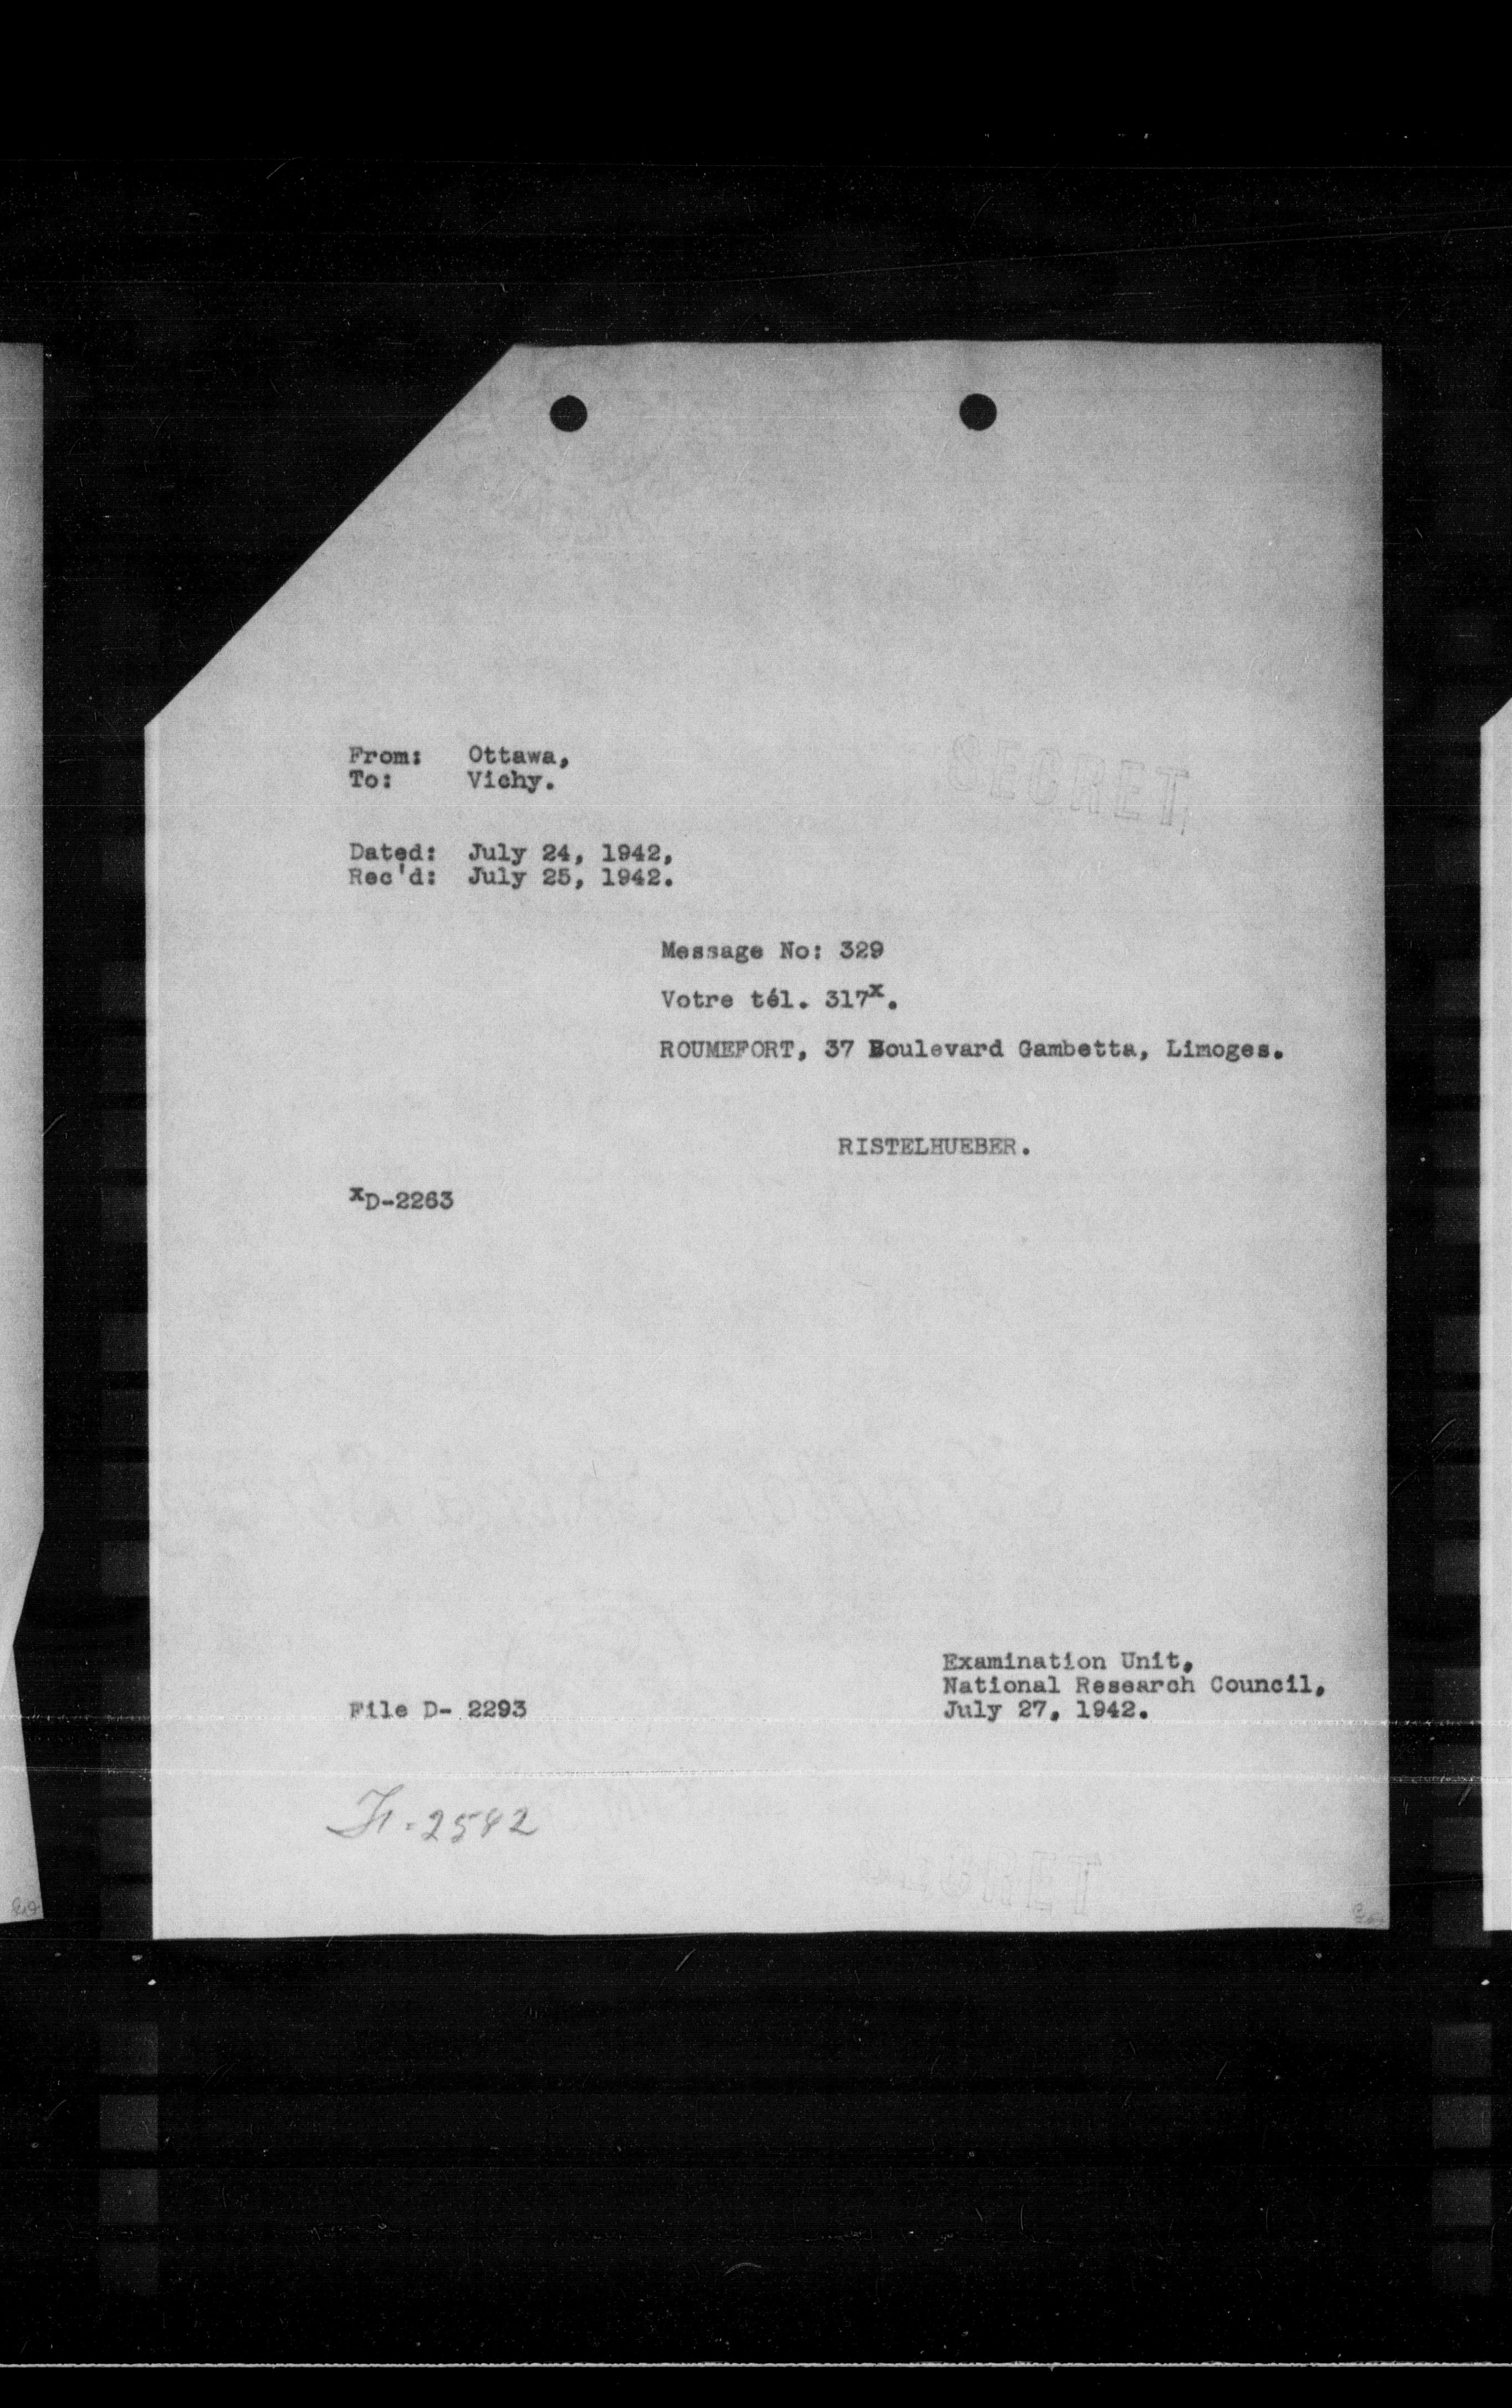 From: Ottawa,
To: Vichy.
SECRET
Dated: July 24, 1942,
Rec'd: July 25, 1942.
Message No: 329
Votre tél. 317x.
ROUMEFORT, 37 Boulevard Gambetta, Limoges.
RISTELHUEBER.
xD-2263
Examination Unit,
National Research Council,
File D- 2293
July 27, 1942.
SECRET